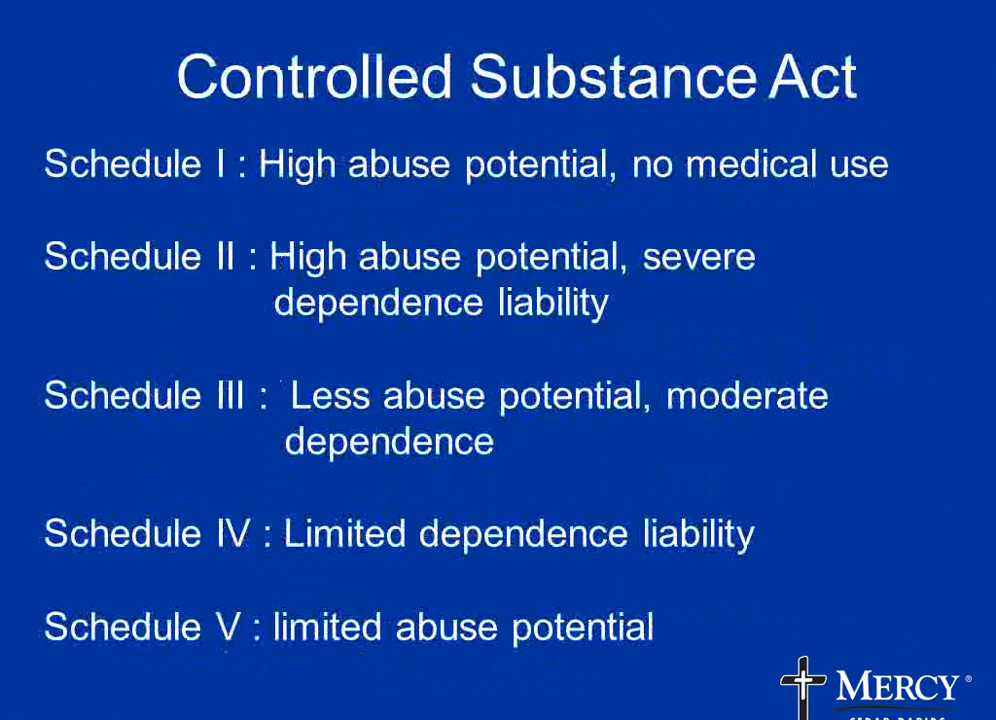 Controlled Substance Act
Schedule I : High abuse potential, no medical use
Schedule II : High abuse potential, severe
dependence liability
Schedule III : Less abuse potential, moderate
dependence
Schedule IV : Limited dependence liability
Schedule V : limited abuse potential
MERCY®